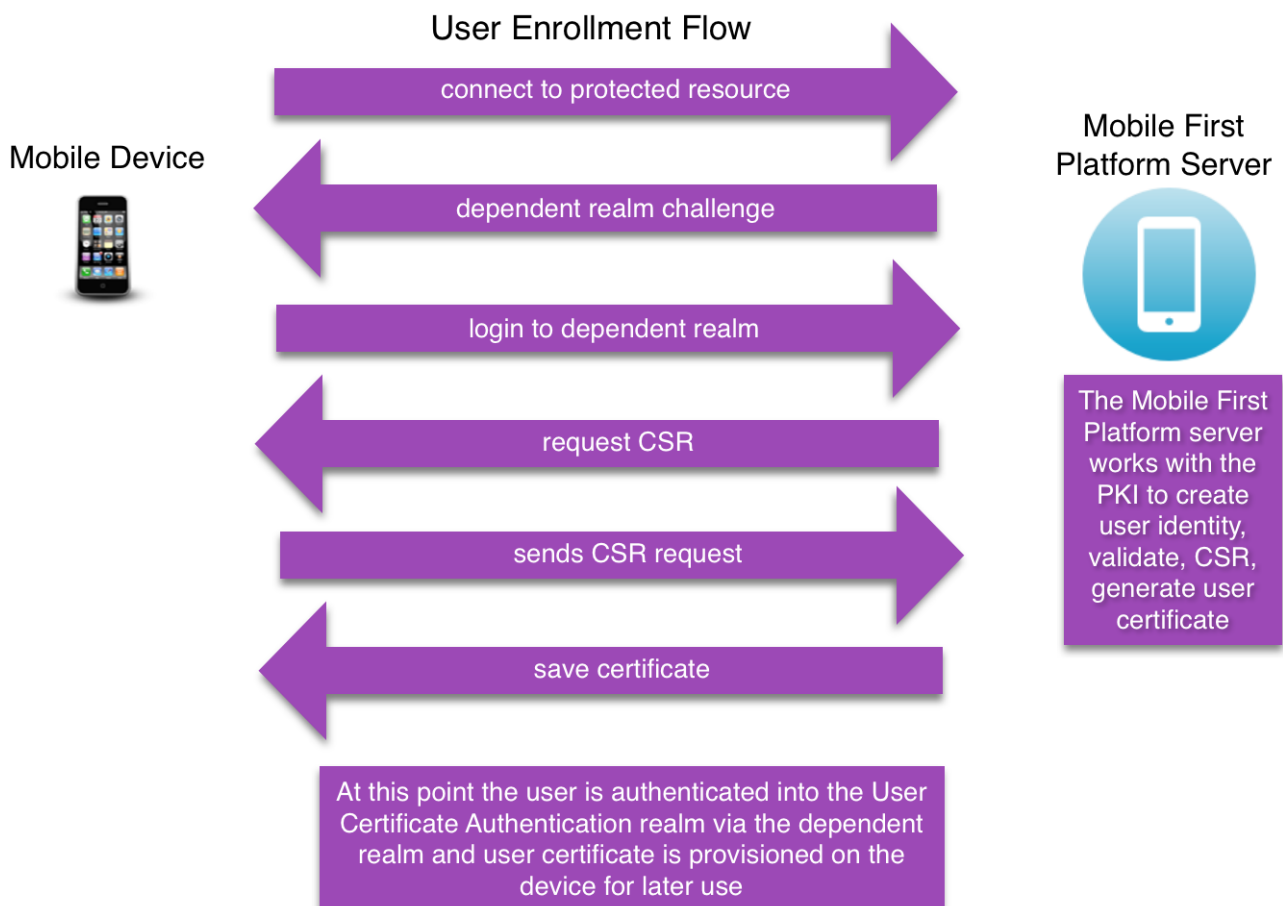 User Enrollment Flow
connect to protected resource
Mobile Device
Mobile First
Platform Server
dependent realm challenge
login to dependent realm
request CSR
sends CSR request
save certificate
The Mobile First
Platform server
works with the
PKI to create
user identity,
validate, CSR,
generate user
certificate
At this point the user is authenticated into the User
Certificate Authentication realm via the dependent
realm and user certificate is provisioned on the
device for later use